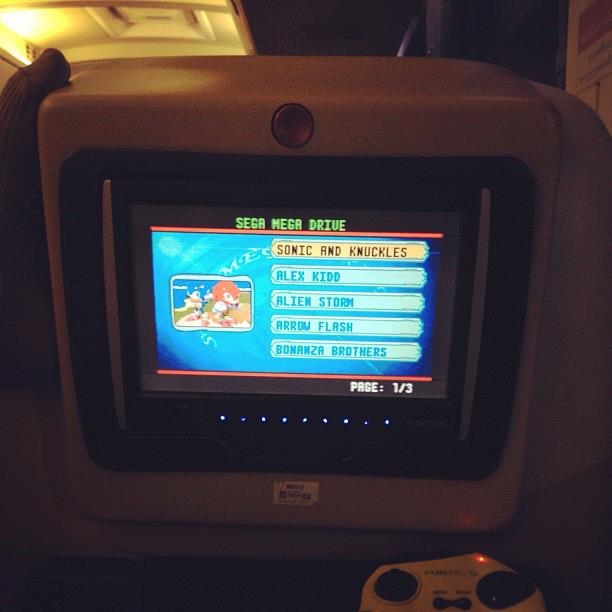 SEGA MEGA DRIVE
SONIC AND KNUCKLES
ALEX KIDD
ALIEN STORM
ARROW FLASH
BONANZA BROTHERS
PAGE: 1/3